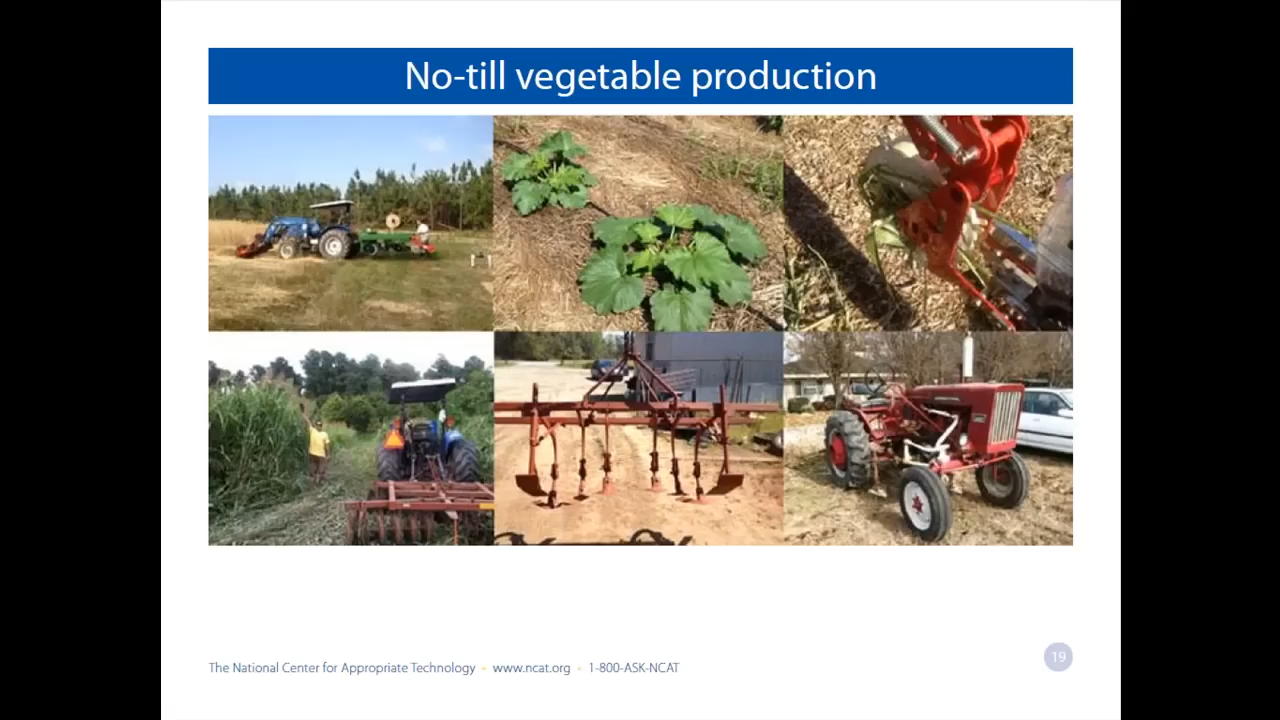 No-till vegetable production
The National Center for Appropriate Technology • www.ncat.org • 1-800-ASK-NCAT
19